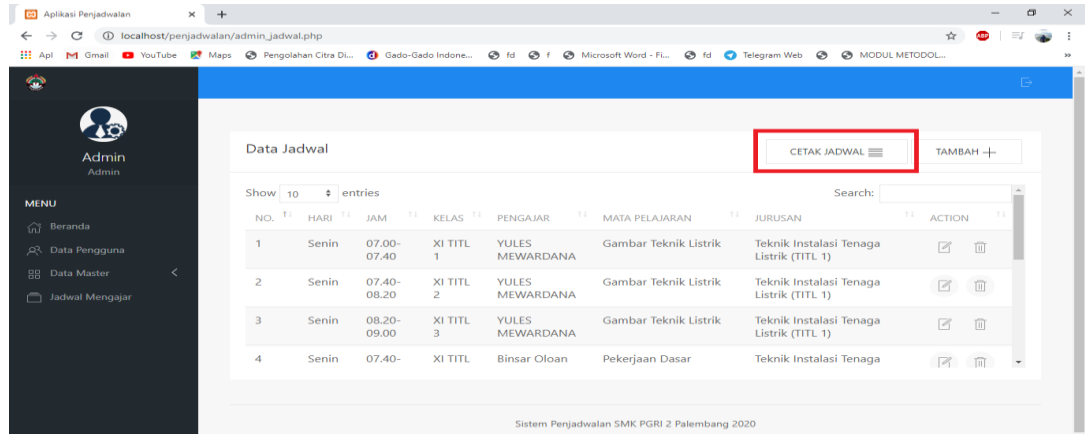 Aplikasi Penjadwalan
localhost/penjadwalan/admin_jadwal.php
ABP
Apl Gmail YouTube Maps Pengolahan Citra Di... Gado-Gado Indone... fd f Microsoft Word - Fi... fd Telegram Web MODUL METODOL...
Admin
Admin
MENU
Beranda
Data Pengguna
Data Master
Jadwal Mengajar
Data Jadwal
CETAK JADWAL
TAMBAH
Show 10 entries
Search:
NO. HARI JAM KELAS PENGAJAR MATA PELAJARAN JURUSAN ACTION
1 Senin 07.00- XI TITL YULES Gambar Teknik Listrik Teknik Instalasi Tenaga
07.40 1 MEWARDANA Listrik (TITL 1)
2 Senin 07.40- XI TITL YULES Gambar Teknik Listrik Teknik Instalasi Tenaga
08.20 2 MEWARDANA Listrik (TITL 1)
3 Senin 08.20- XI TITL YULES Gambar Teknik Listrik Teknik Instalasi Tenaga
09.00 3 MEWARDANA Listrik (TITL 1)
4 Senin 07.40- XI TITL Binsar Oloan Pekerjaan Dasar Teknik Instalasi Tenaga
Sistem Penjadwalan SMK PGRI 2 Palembang 2020